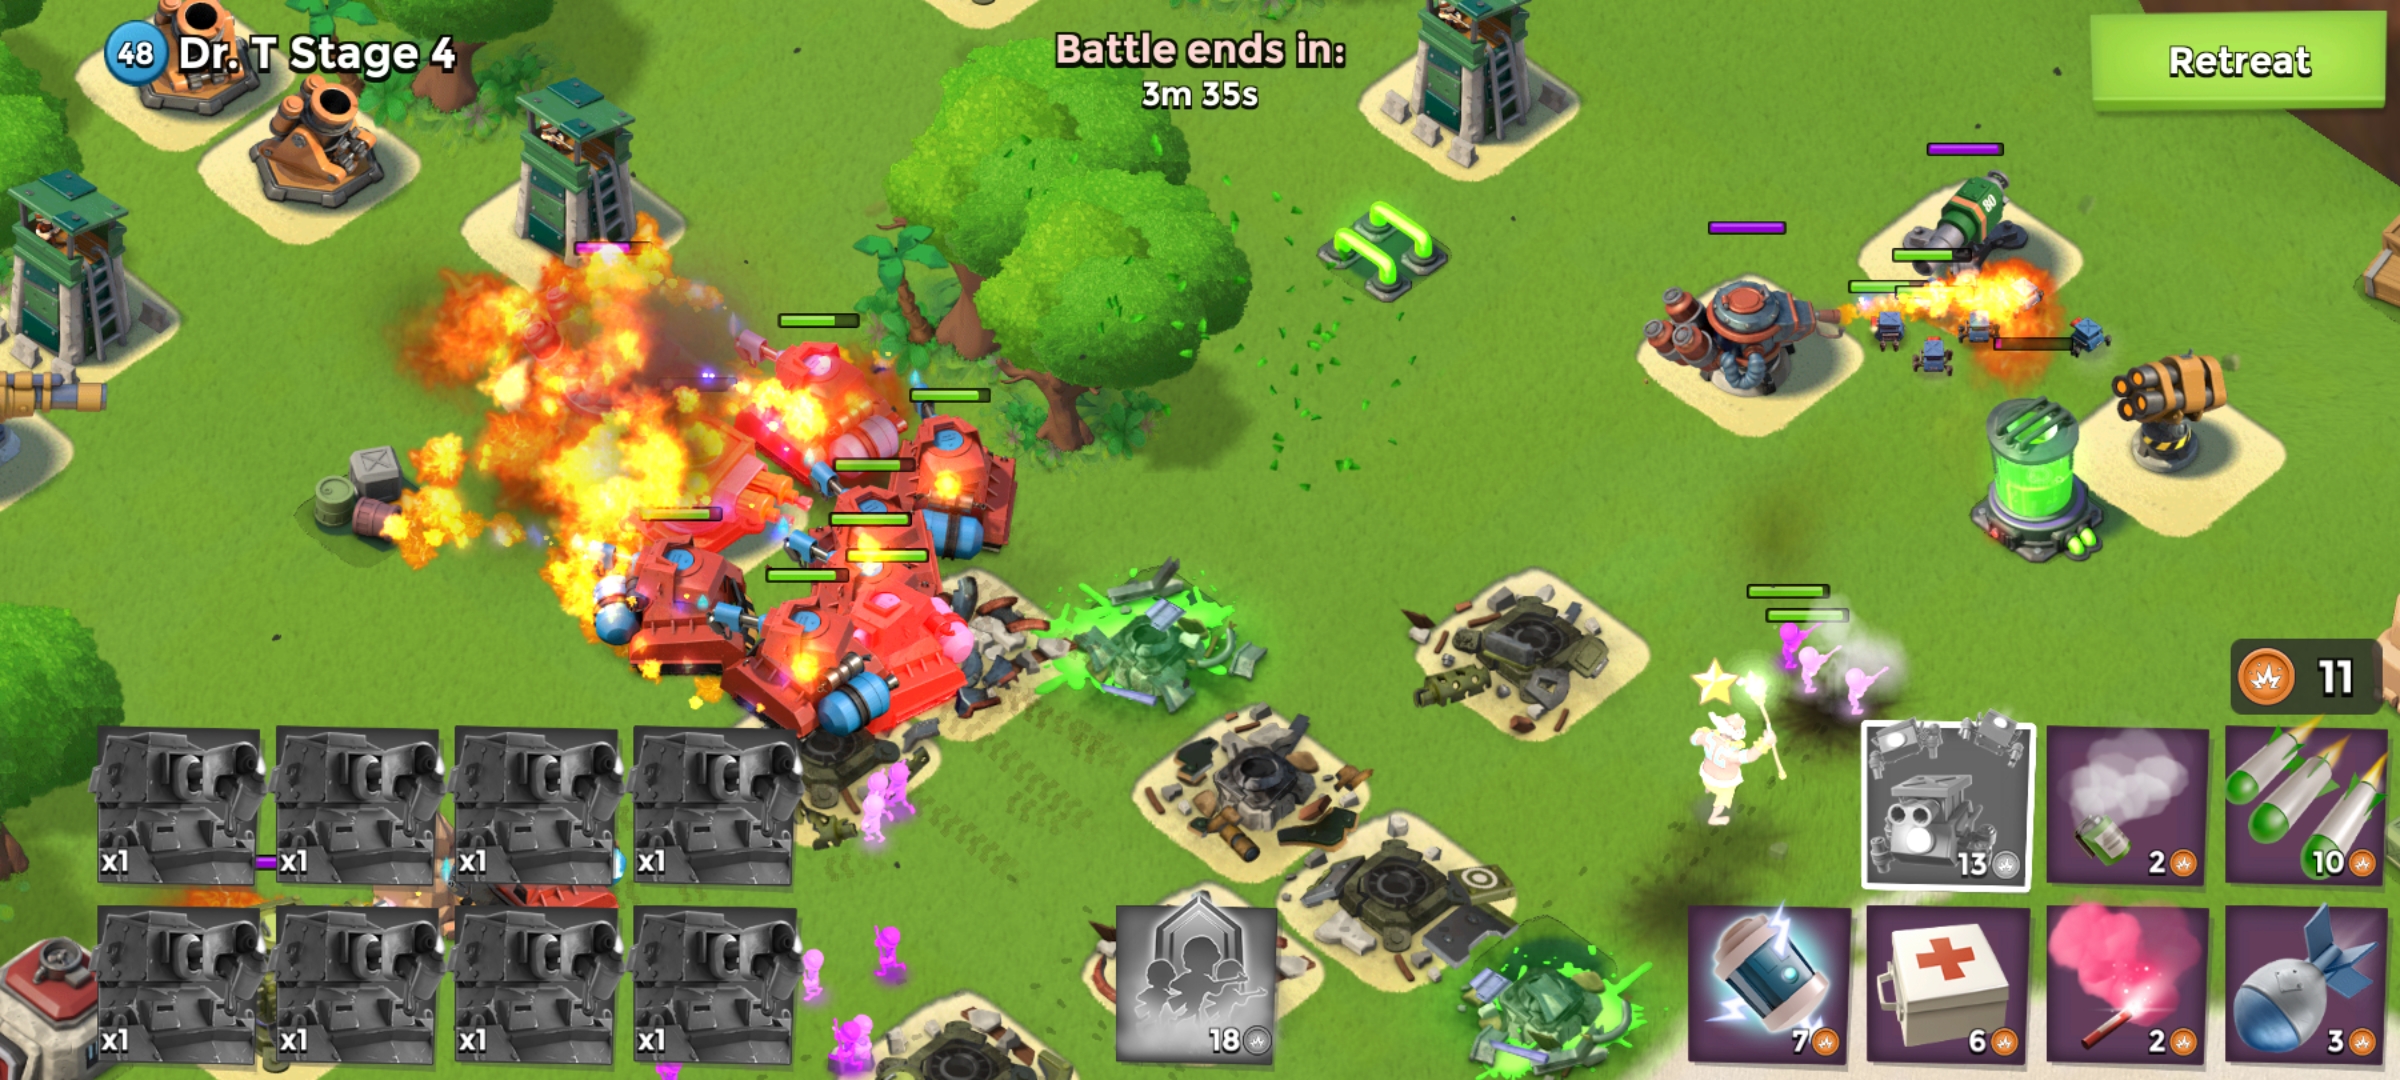 48 Dr. T Stage 4
Battle ends in:
3m 35s
Retreat
80
11
x1 x1 x1 x1
13 2 10
x1 x1 x1 x1
18
7 6 2 3